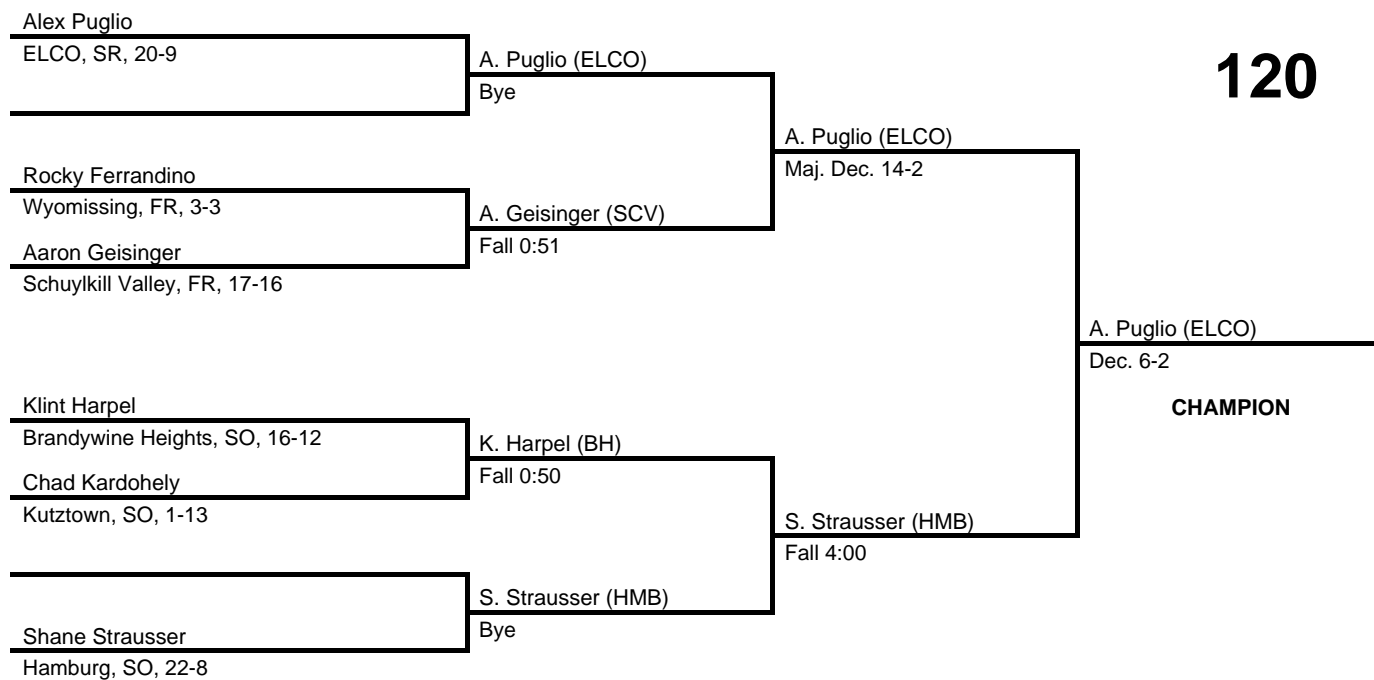 Alex Puglio
ELCO, SR, 20-9
A. Puglio (ELCO)
Bye
120
A. Puglio (ELCO)
Maj. Dec. 14-2
Rocky Ferrandino
Wyomissing, FR, 3-3
A. Geisinger (SCV)
Fall 0:51
Aaron Geisinger
Schuylkill Valley, FR, 17-16
A. Puglio (ELCO)
Dec. 6-2
CHAMPION
Klint Harpel
Brandywine Heights, SO, 16-12
K. Harpel (BH)
Fall 0:50
Chad Kardohely
Kutztown, SO, 1-13
S. Strausser (HMB)
Fall 4:00
S. Strausser (HMB)
Bye
Shane Strausser
Hamburg, SO, 22-8